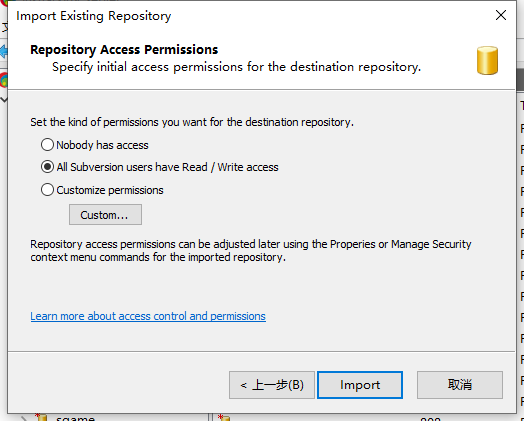 Import Existing Repository
Repository Access Permissions
Specify initial access permissions for the destination repository.
Set the kind of permissions you want for the destination repository.
Nobody has access
All Subversion users have Read / Write access
Customize permissions
Custom...
Repository access permissions can be adjusted later using the Properies or Manage Security
context menu commands for the imported repository.
Learn more about access control and permissions
< 上一步(B)
Import
取消